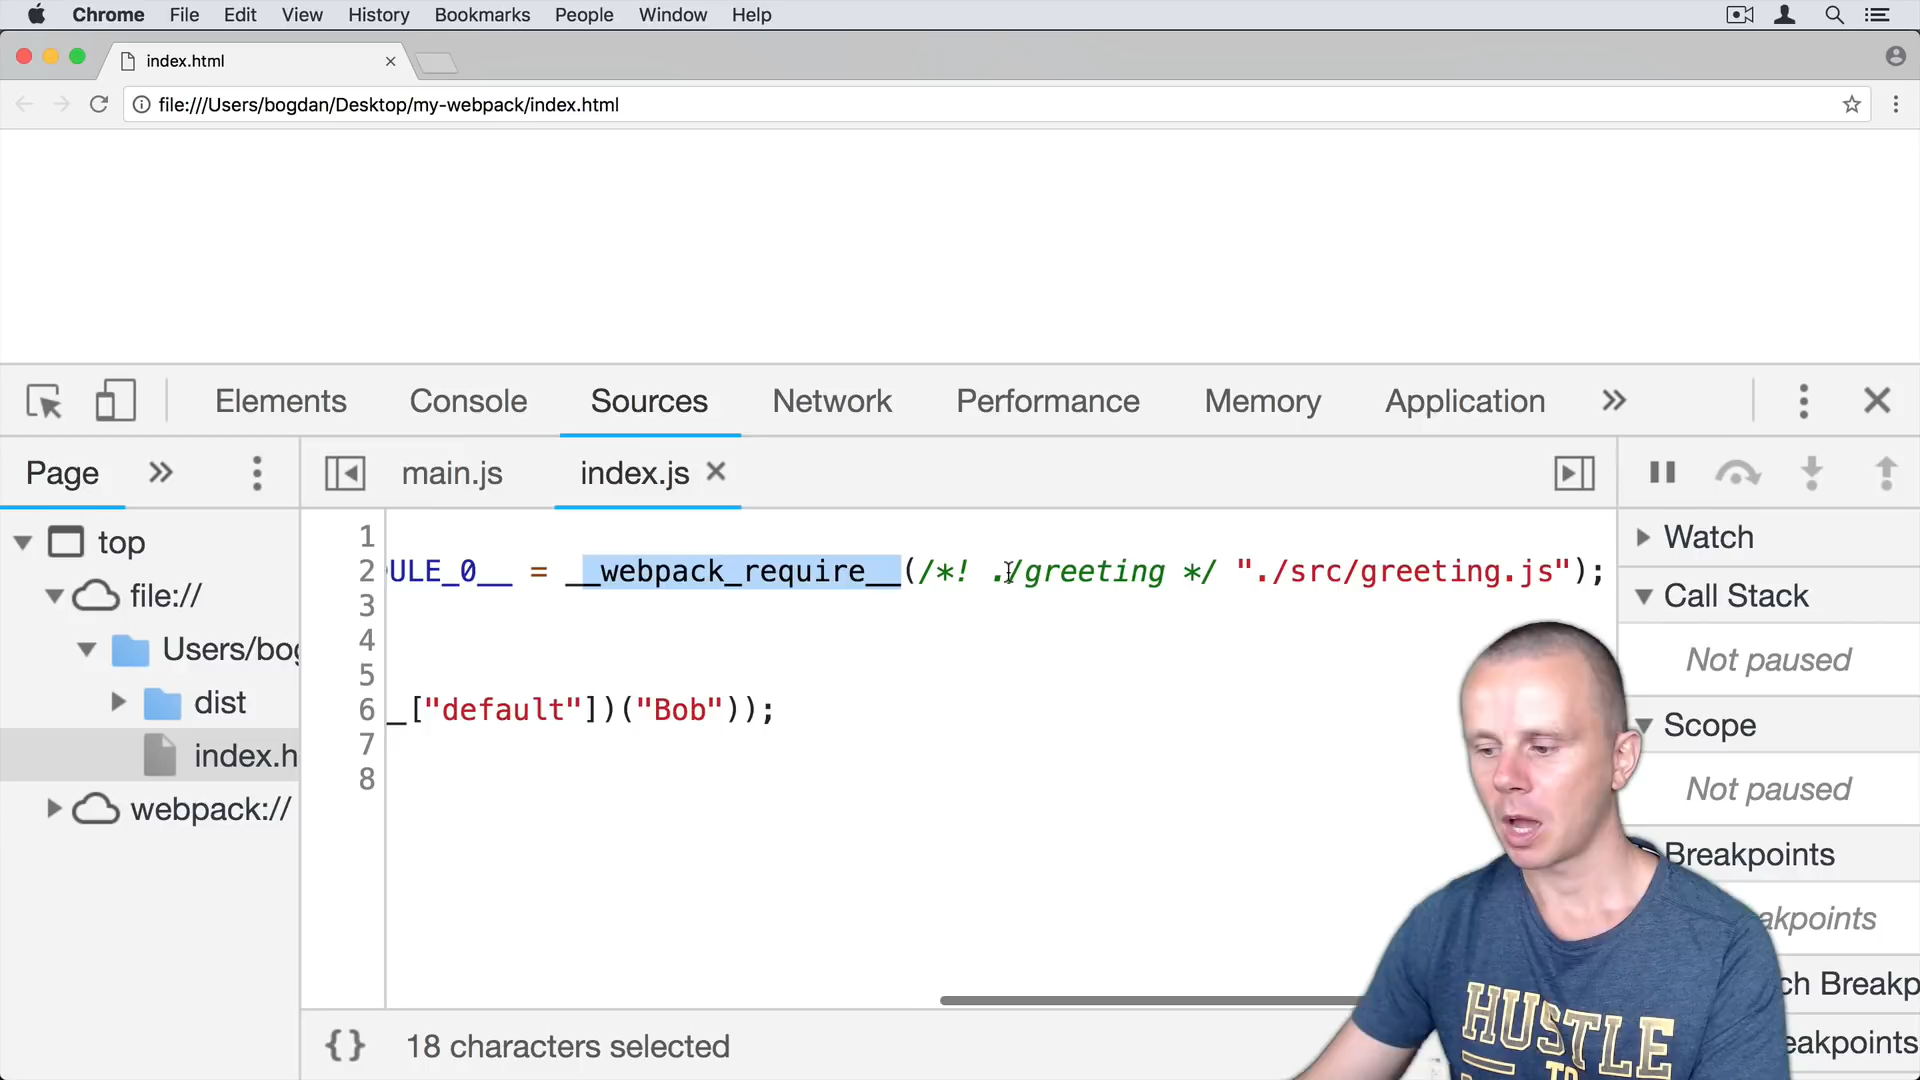 Chrome File Edit View History Bookmarks People Window Help
index.html
file:///Users/bogdan/Desktop/my-webpack/index.html
Elements Console Sources Network Performance Memory Application
Page main.js index.js
top
file://
Users/bog
dist
index.h
webpack://
1
2 ULE_0__ = __webpack_require__(/*! ./greeting */ "./src/greeting.js");
3
4
5
6 _["default"])("Bob"));
7
8
{} 18 characters selected
Watch
Call Stack
Not paused
Scope
Not paused
Breakpoints
akpoints
ch Breakp
eakpoints
HUSTLE
TO